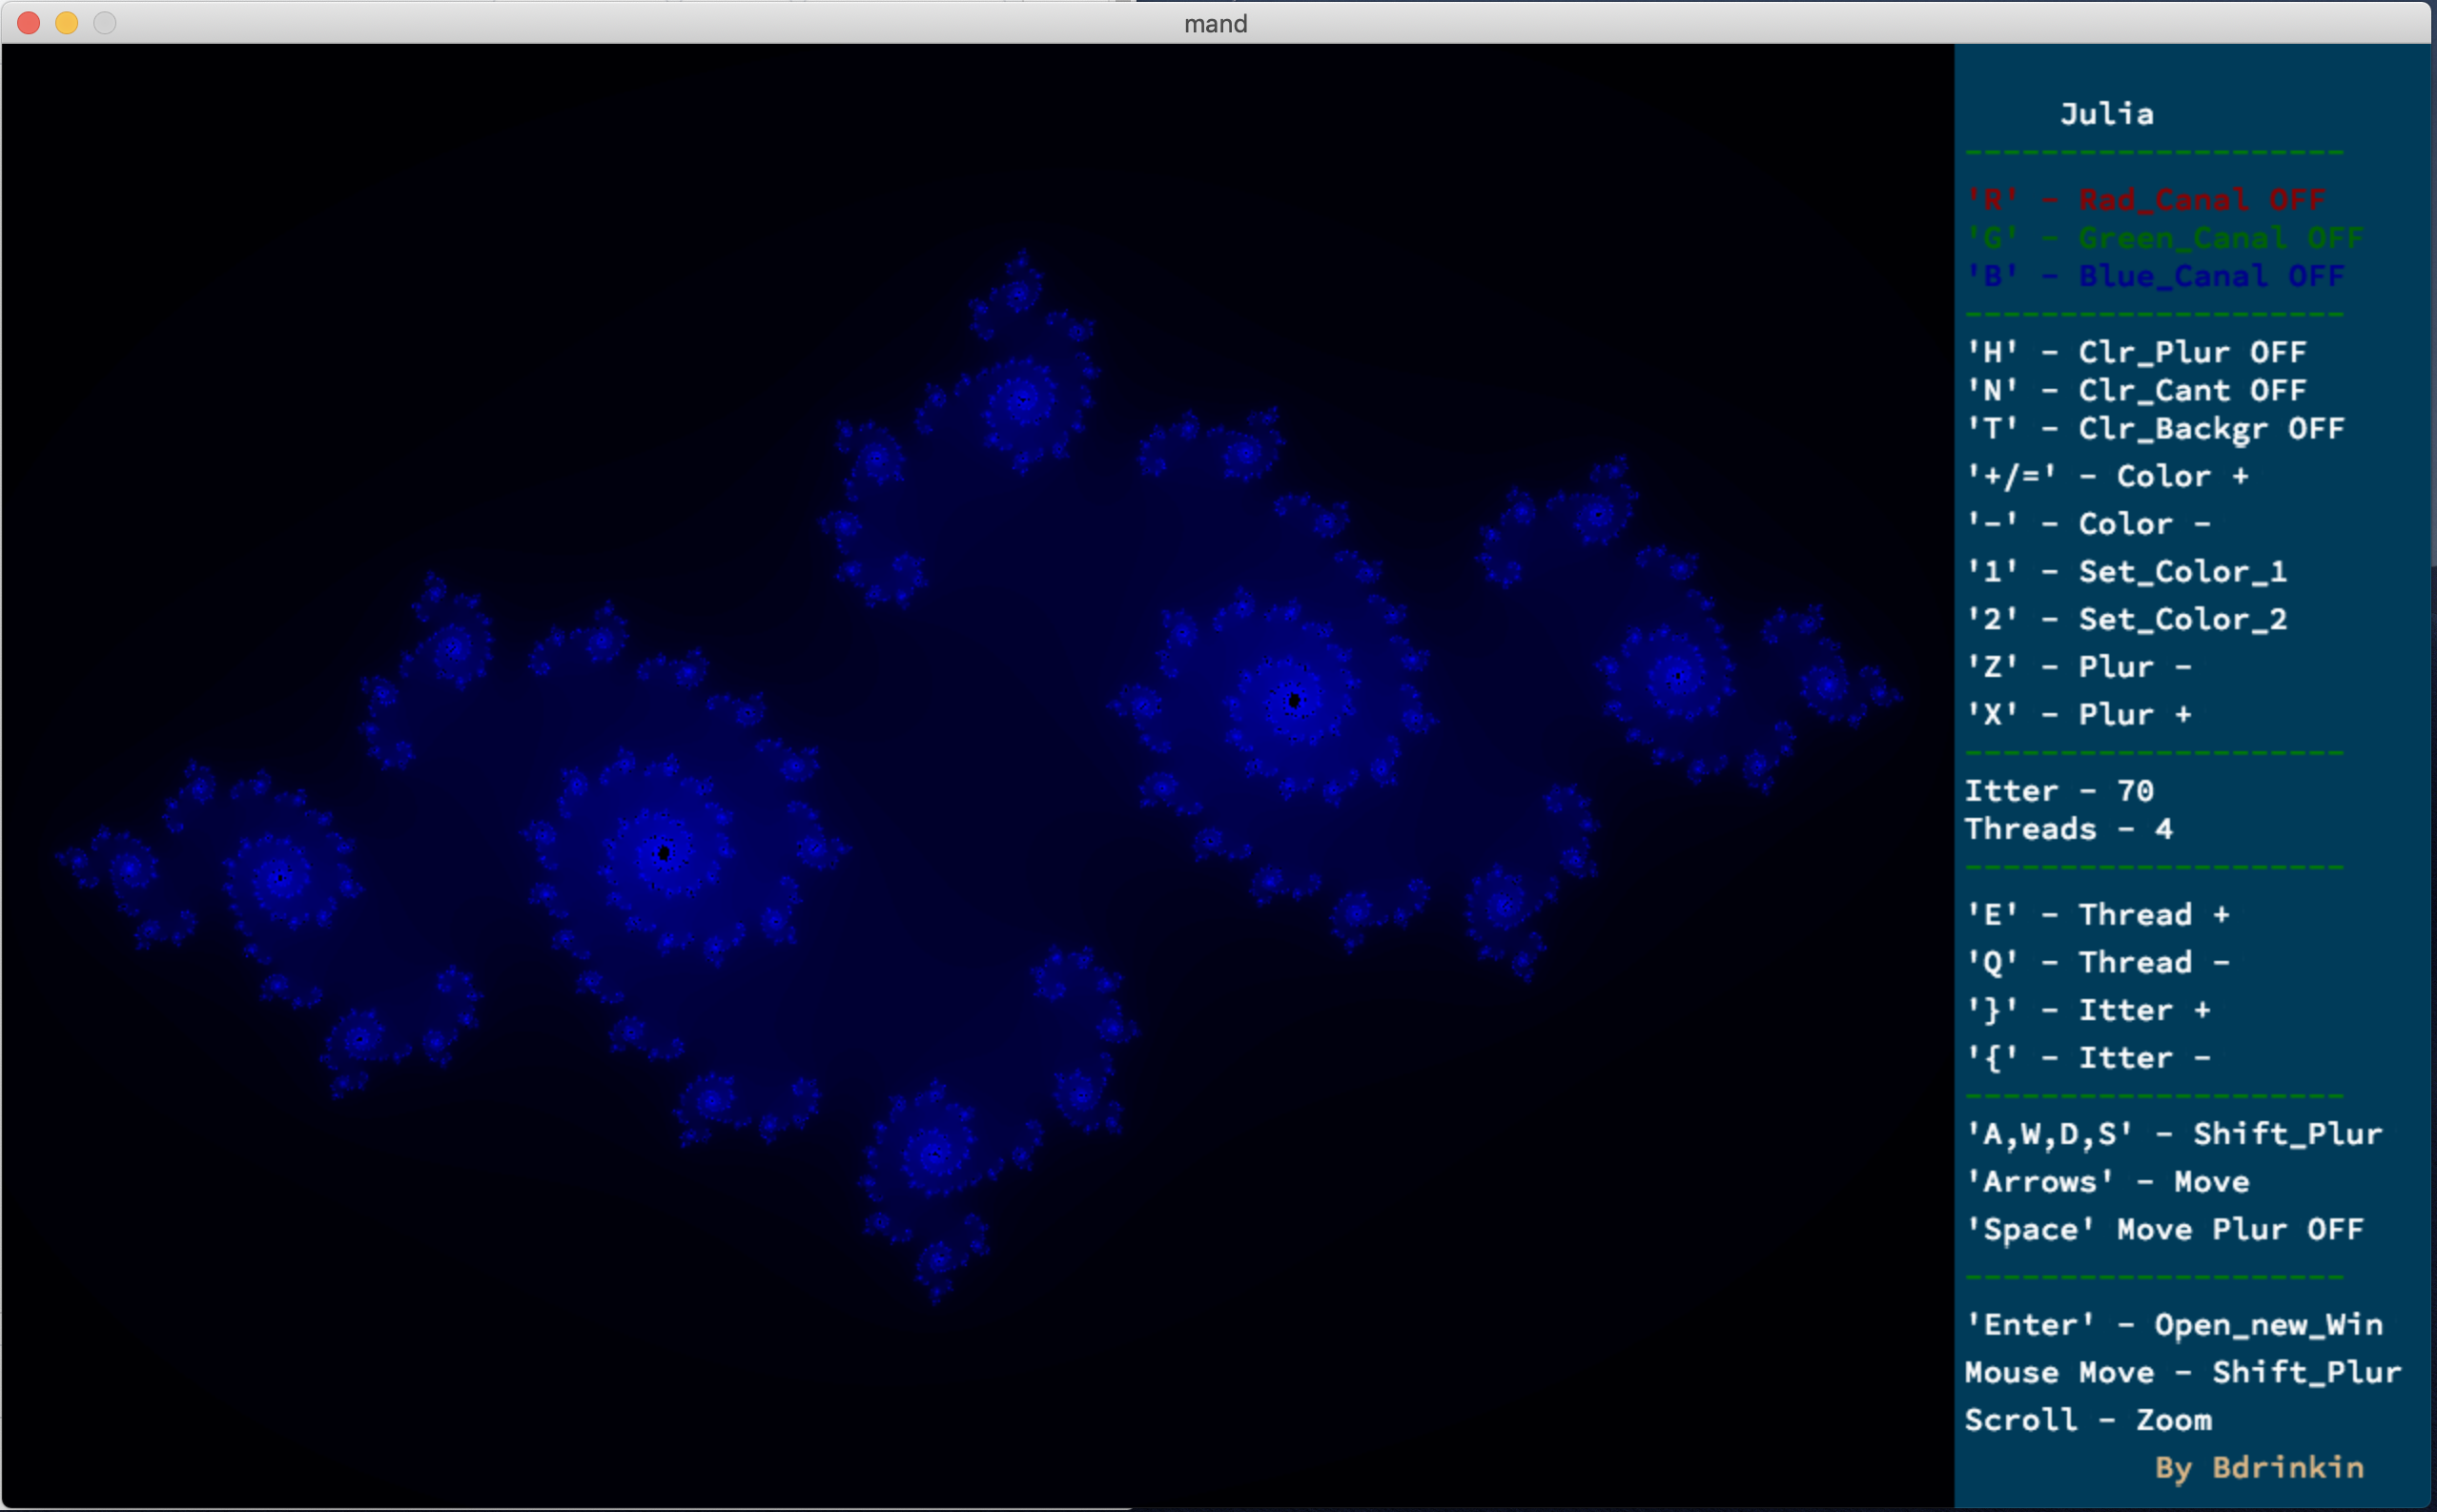 mand
Julia
--------------------
'R' - Rad_Canal OFF
'G' - Green_Canal OFF
'B' - Blue_Canal OFF
--------------------
'H' - Clr_Plur OFF
'N' - Clr_Cant OFF
'T' - Clr_Backgr OFF
'+/=' - Color +
'-' - Color -
'1' - Set_Color_1
'2' - Set_Color_2
'Z' - Plur -
'X' - Plur +
--------------------
Itter - 70
Threads - 4
--------------------
'E' - Thread +
'Q' - Thread -
'}' - Itter +
'{' - Itter -
--------------------
'A,W,D,S' - Shift_Plur
'Arrows' - Move
'Space' Move Plur OFF
--------------------
'Enter' - Open_new_Win
Mouse Move - Shift_Plur
Scroll - Zoom
By Bdrinkin